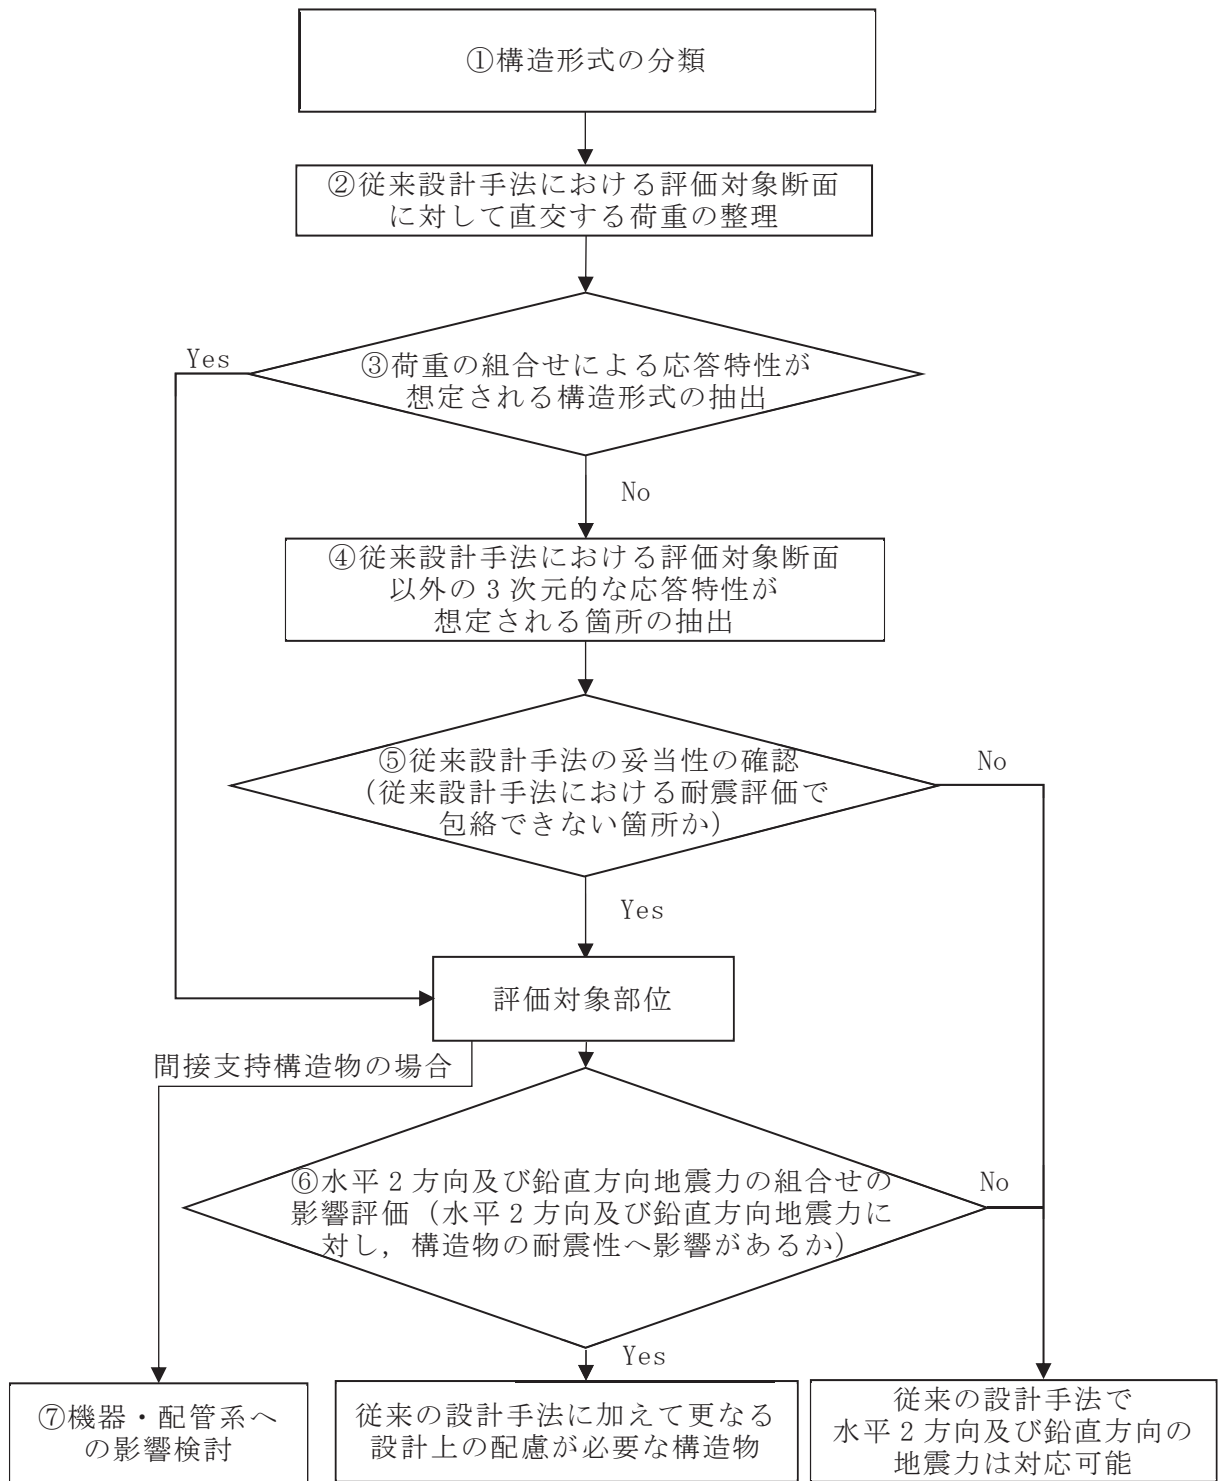 ①構造形式の分類
②従来設計手法における評価対象断面
に対して直交する荷重の整理
Yes
③荷重の組合せによる応答特性が
想定される構造形式の抽出
No
④従来設計手法における評価対象断面
以外の3次元的な応答特性が
想定される箇所の抽出
⑤従来設計手法の妥当性の確認
(従来設計手法における耐震評価で
包絡できない箇所か)
No
Yes
評価対象部位
間接支持構造物の場合
⑥水平2方向及び鉛直方向地震力の組合せの
影響評価(水平2方向及び鉛直方向地震力に
対し,構造物の耐震性へ影響があるか)
No
Yes
⑦機器・配管系へ
の影響検討
従来の設計手法に加えて更なる
設計上の配慮が必要な構造物
従来の設計手法で
水平2方向及び鉛直方向の
地震力は対応可能